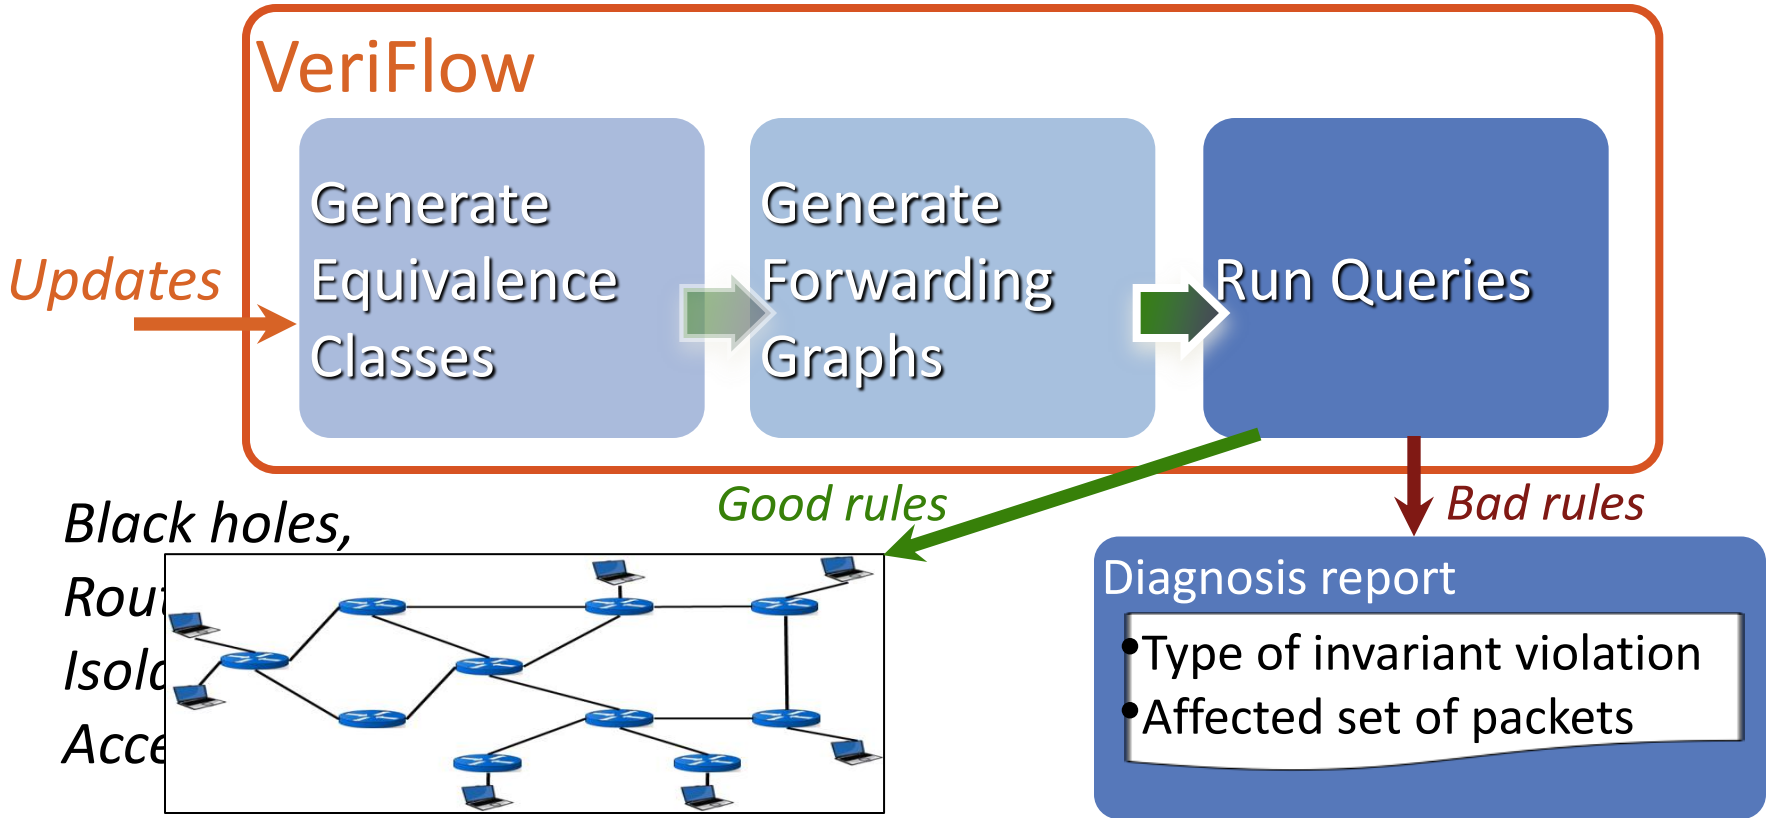 VeriFlow
Generate
Equivalence
Classes
Generate
Forwarding
Graphs
Run Queries
Updates
Good rules
Bad rules
Black holes,
Diagnosis report
•Type of invariant violation
•Affected set of packets